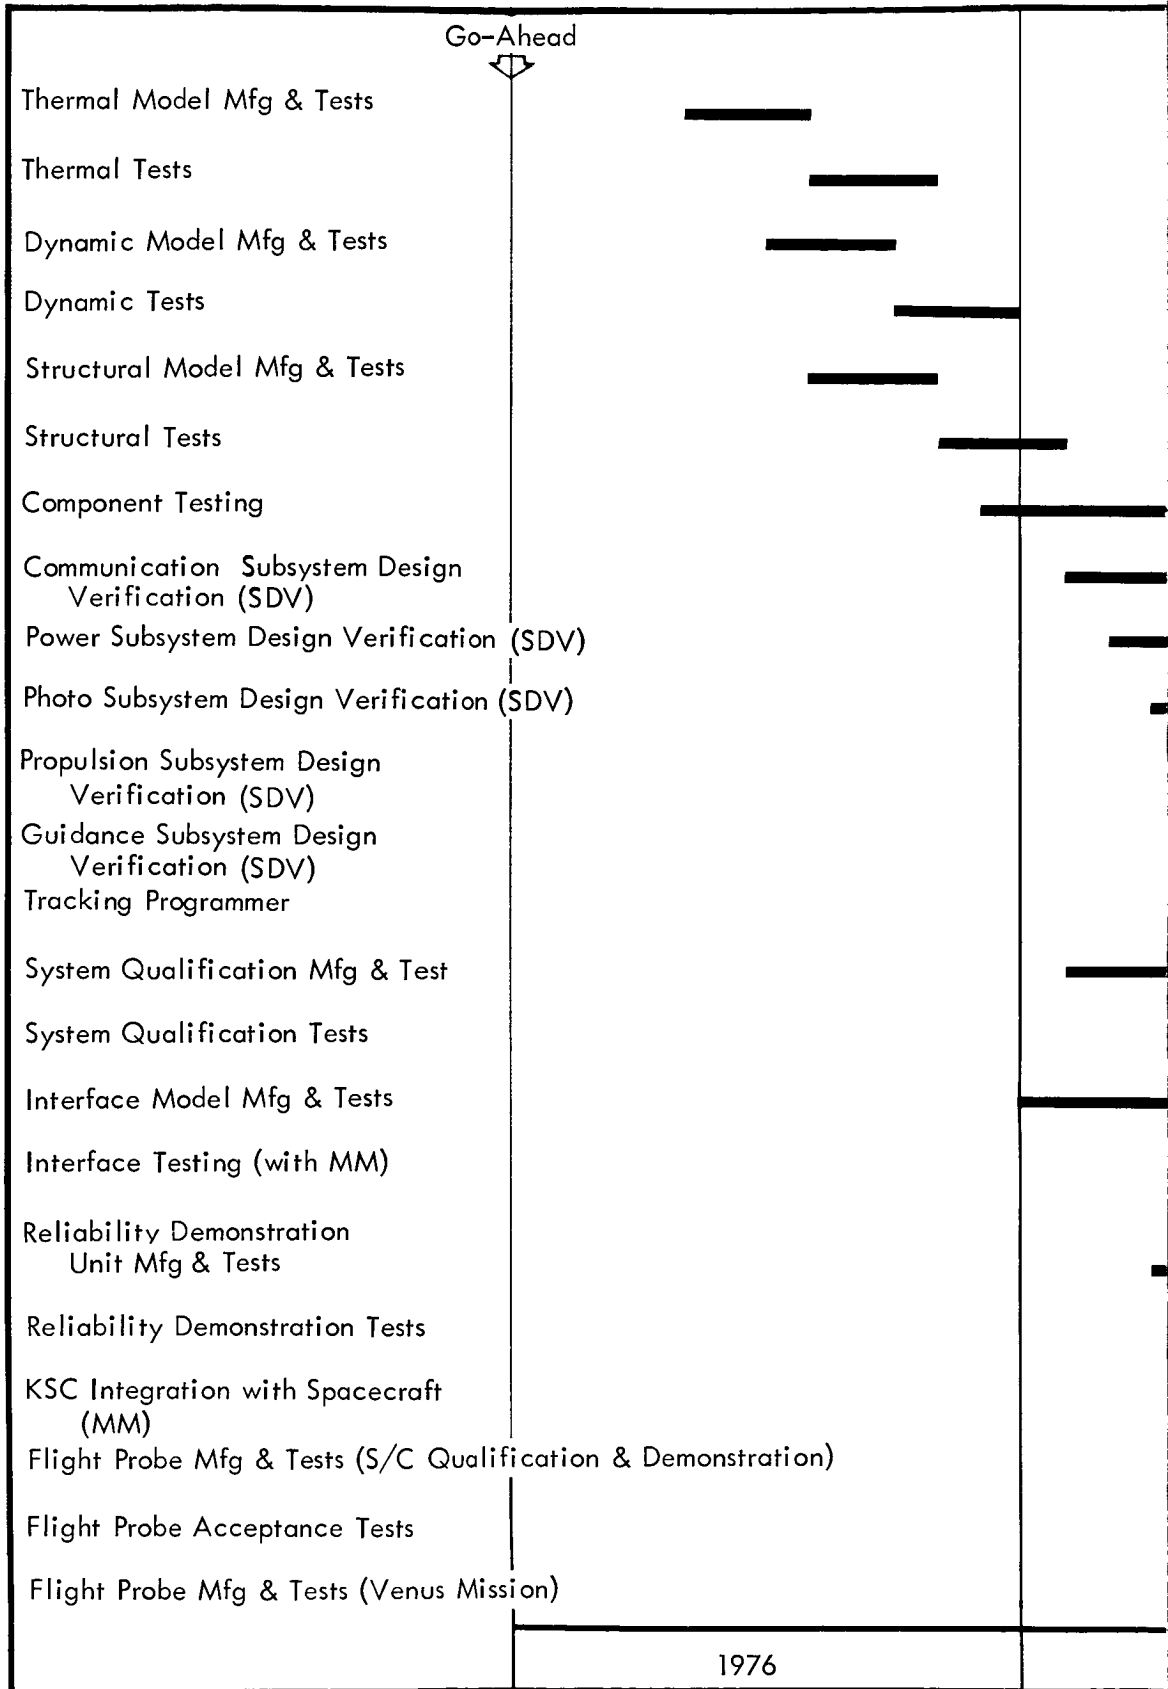 Go-Ahead
Thermal Model Mfg & Tests
Thermal Tests
Dynamic Model Mfg & Tests
Dynamic Tests
Structural Model Mfg & Tests
Structural Tests
Component Testing
Communication Subsystem Design
Verification (SDV)
Power Subsystem Design Verification (SDV)
Photo Subsystem Design Verification (SDV)
Propulsion Subsystem Design
Verification (SDV)
Guidance Subsystem Design
Verification (SDV)
Tracking Programmer
System Qualification Mfg & Test
System Qualification Tests
Interface Model Mfg & Tests
Interface Testing (with MM)
Reliability Demonstration
Unit Mfg & Tests
Reliability Demonstration Tests
KSC Integration with Spacecraft
(MM)
Flight Probe Mfg & Tests (S/C Qualification & Demonstration)
Flight Probe Acceptance Tests
Flight Probe Mfg & Tests (Venus Mission)
1976